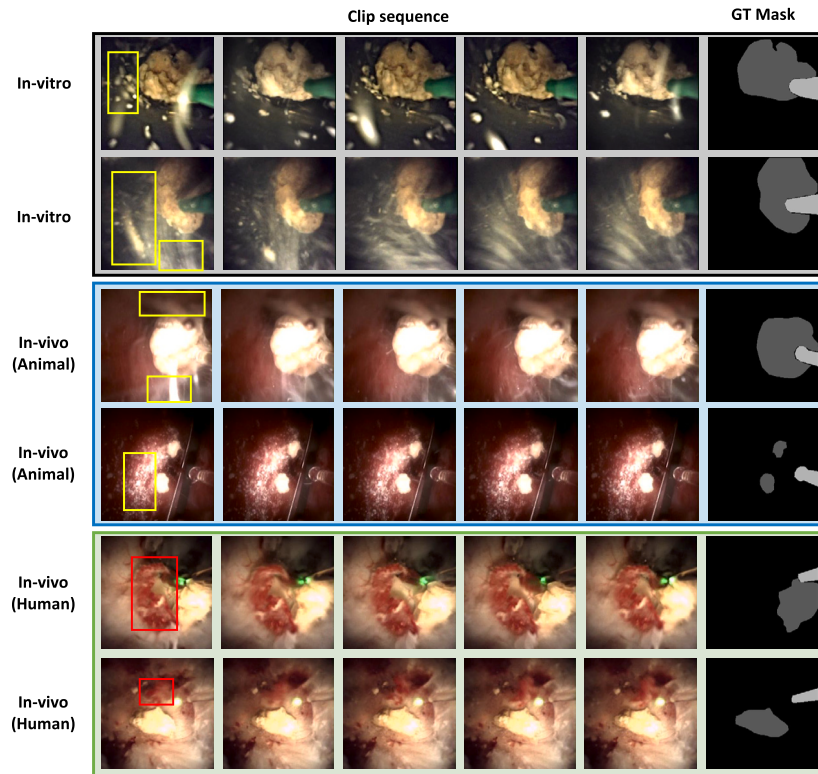 Clip sequence
GT Mask
In-vitro
In-vitro
In-vivo
(Animal)
In-vivo
(Animal)
In-vivo
(Human)
In-vivo
(Human)